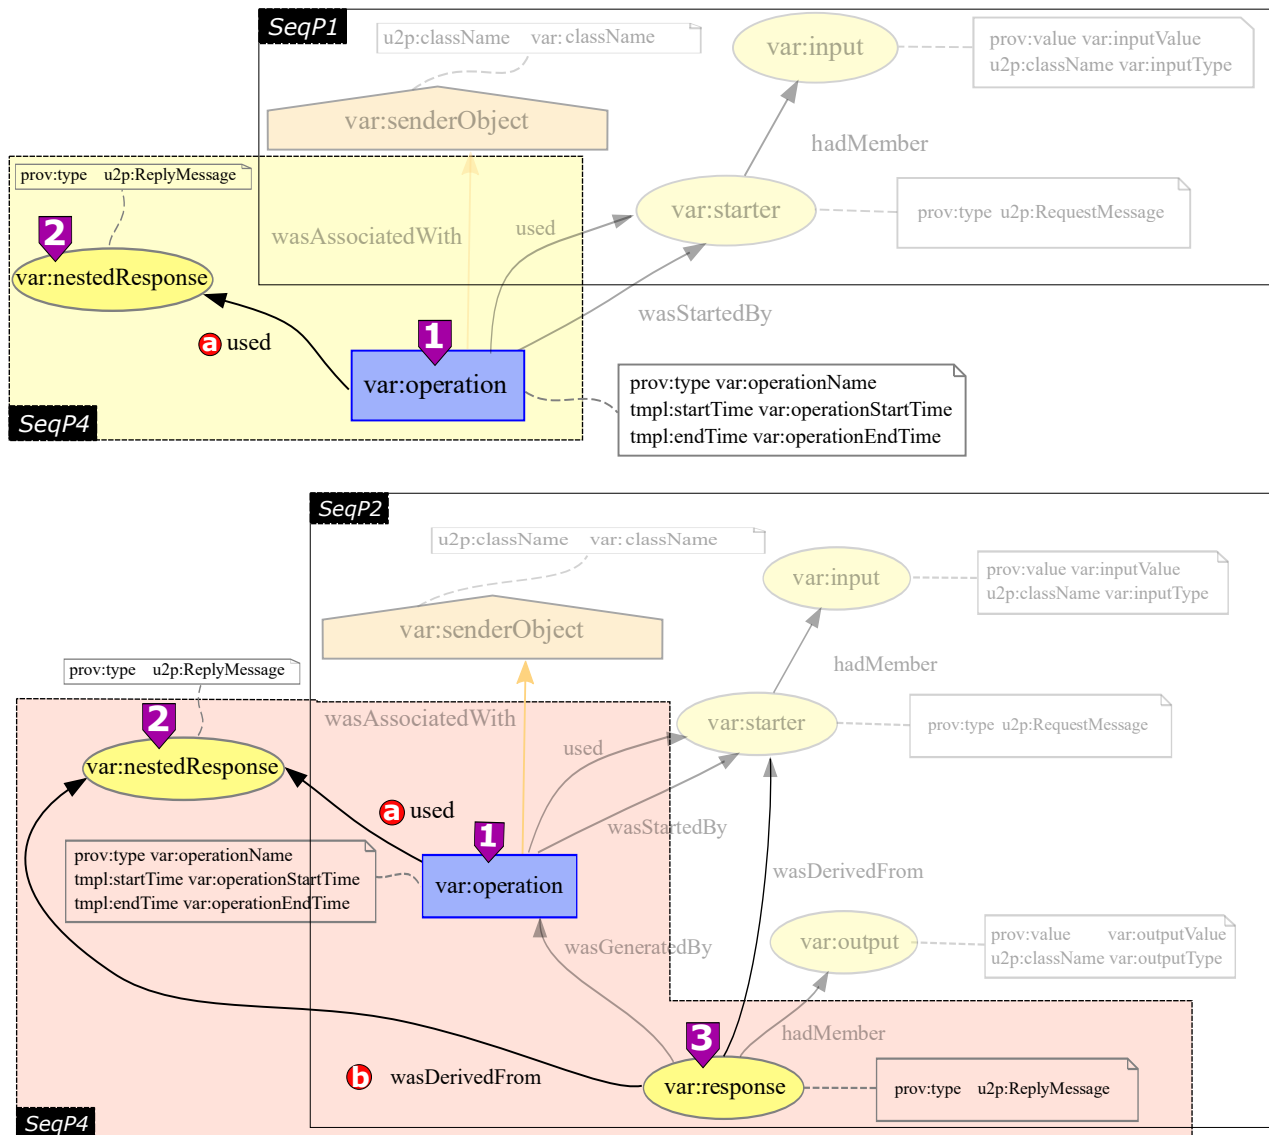 SeqP1
u2p:className var: className
var:input
prov:value var:inputValue
u2p:className var:inputType
var:senderObject
hadMember
prov:type u2p:ReplyMessage
2
var:nestedResponse
wasAssociatedWith
used
var:starter
prov:type u2p:RequestMessage
wasStartedBy
a used
1
var:operation
prov:type var:operationName
tmpl:startTime var:operationStartTime
tmpl:endTime var:operationEndTime
SeqP4
SeqP2
u2p:className var: className
var:input
prov:value var:inputValue
u2p:className var:inputType
var:senderObject
hadMember
prov:type u2p:ReplyMessage
2
var:nestedResponse
wasAssociatedWith
used
var:starter
prov:type u2p:RequestMessage
a used
wasStartedBy
1
var:operation
prov:type var:operationName
tmpl:startTime var:operationStartTime
tmpl:endTime var:operationEndTime
wasDerivedFrom
wasGeneratedBy
var:output
prov:value var:outputValue
u2p:className var:outputType
hadMember
3
var:response
prov:type u2p:ReplyMessage
b wasDerivedFrom
SeqP4